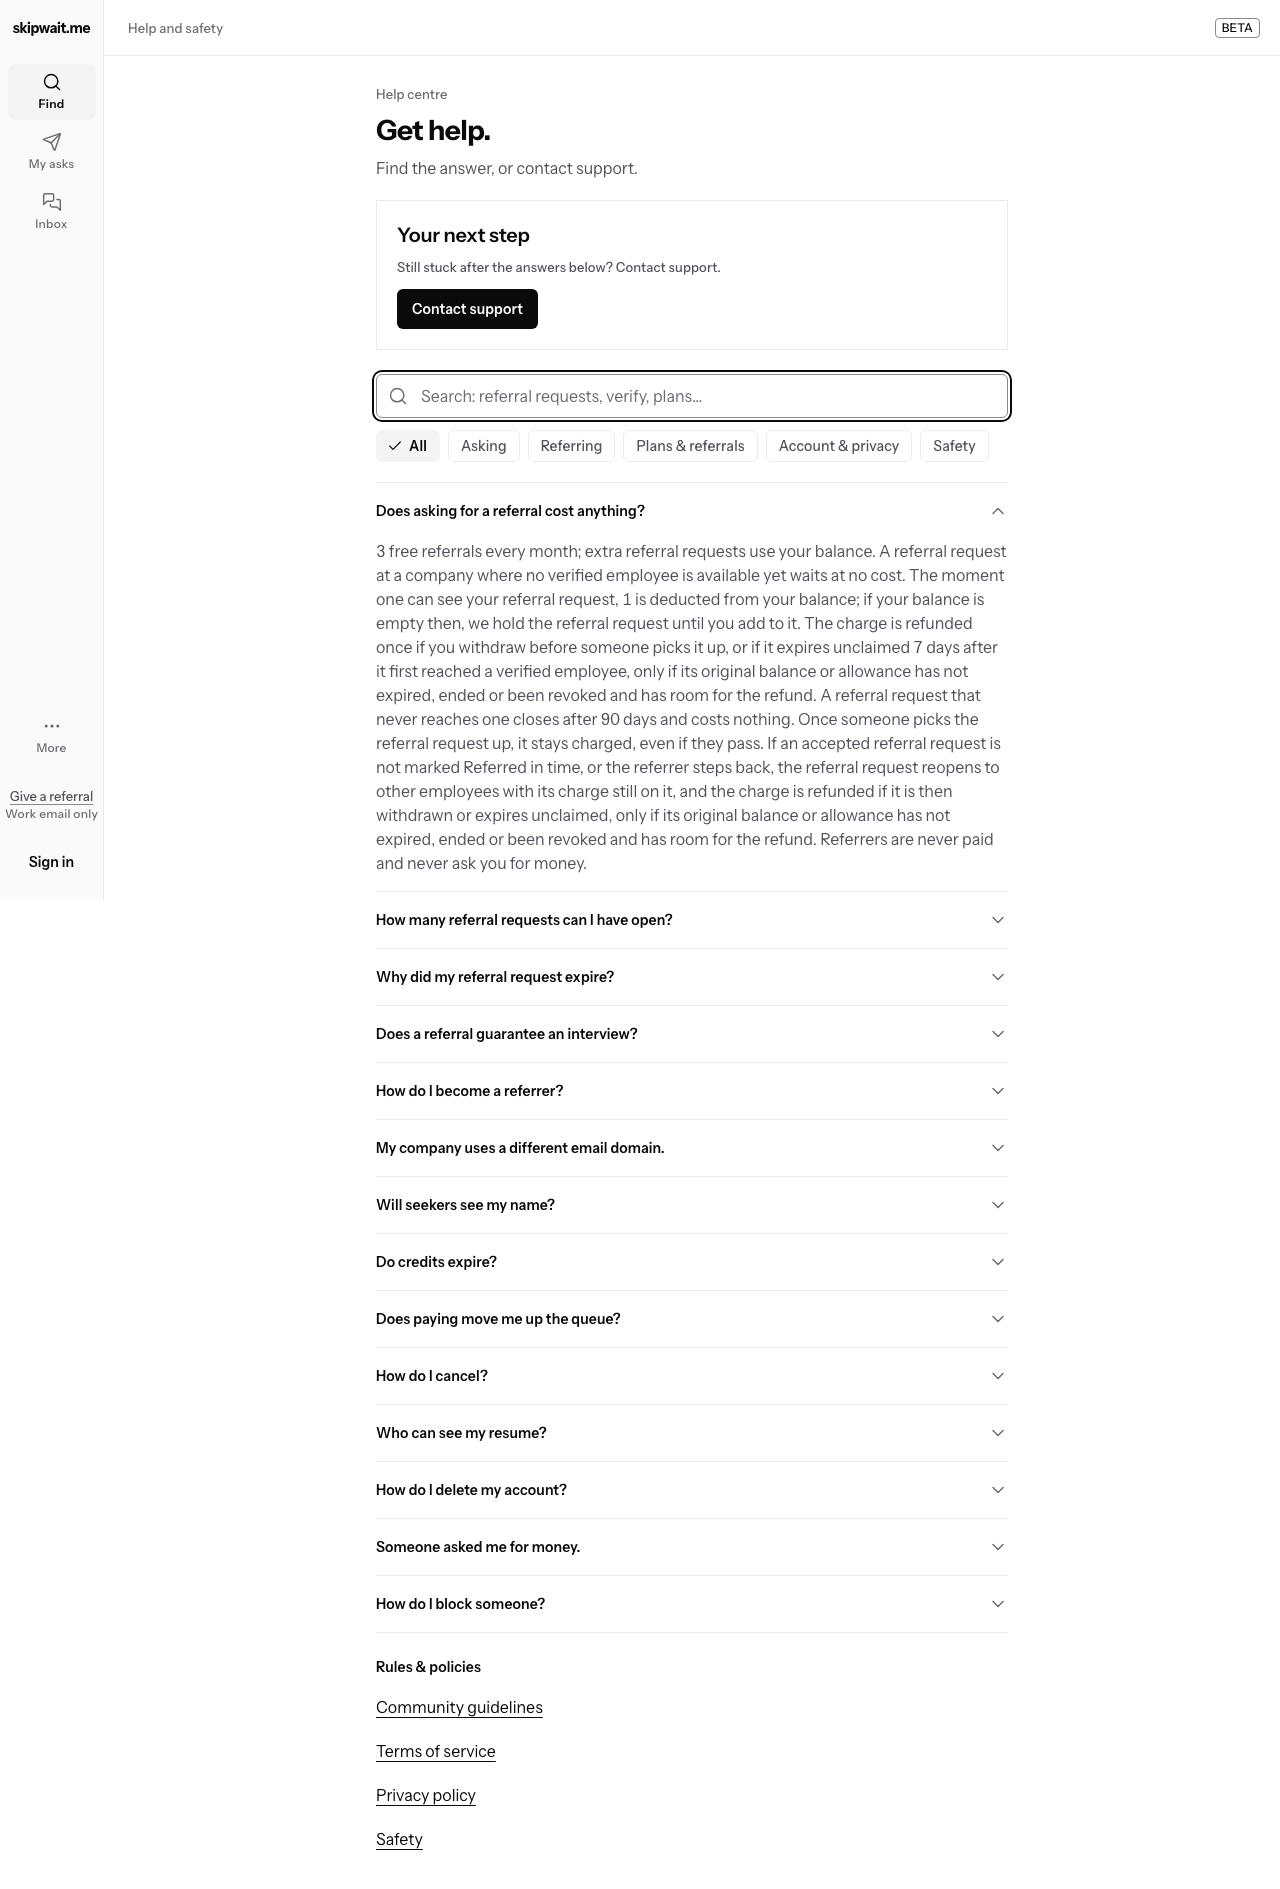 skipwait.me
Help and safety
BETA
Find
My asks
Inbox
More
Give a referral
Work email only
Sign in
Help centre
Get help.
Find the answer, or contact support.
Your next step
Still stuck after the answers below? Contact support.
Contact support
Search: referral requests, verify, plans...
All
Asking
Referring
Plans & referrals
Account & privacy
Safety
Does asking for a referral cost anything?
3 free referrals every month; extra referral requests use your balance. A referral request
at a company where no verified employee is available yet waits at no cost. The moment
one can see your referral request, 1 is deducted from your balance; if your balance is
empty then, we hold the referral request until you add to it. The charge is refunded
once if you withdraw before someone picks it up, or if it expires unclaimed 7 days after
it first reached a verified employee, only if its original balance or allowance has not
expired, ended or been revoked and has room for the refund. A referral request that
never reaches one closes after 90 days and costs nothing. Once someone picks the
referral request up, it stays charged, even if they pass. If an accepted referral request is
not marked Referred in time, or the referrer steps back, the referral request reopens to
other employees with its charge still on it, and the charge is refunded if it is then
withdrawn or expires unclaimed, only if its original balance or allowance has not
expired, ended or been revoked and has room for the refund. Referrers are never paid
and never ask you for money.
How many referral requests can I have open?
Why did my referral request expire?
Does a referral guarantee an interview?
How do I become a referrer?
My company uses a different email domain.
Will seekers see my name?
Do credits expire?
Does paying move me up the queue?
How do I cancel?
Who can see my resume?
How do I delete my account?
Someone asked me for money.
How do I block someone?
Rules & policies
Community guidelines
Terms of service
Privacy policy
Safety